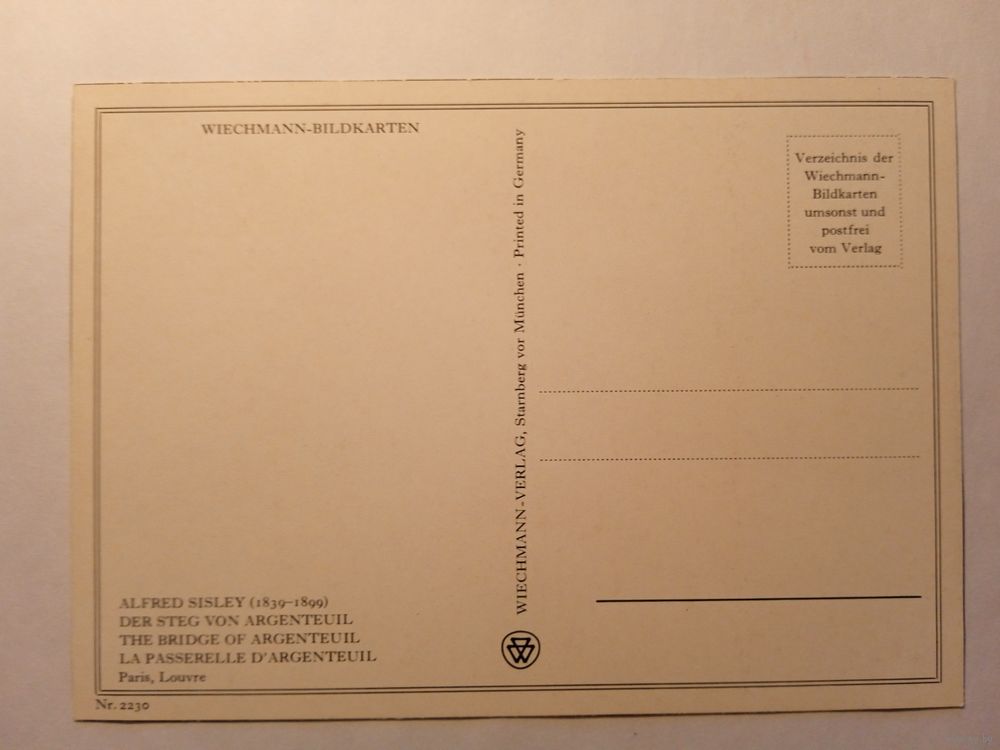 WIECHMANN-BILDKARTEN
ALFRED SISLEY (1839–1899)
DER STEG VON ARGENTEUIL
THE BRIDGE OF ARGENTEUIL
LA PASSERELLE D'ARGENTEUIL
Paris, Louvre
Nr. 2230
WIECHMANN-VERLAG, Starnberg vor München · Printed in Germany
Verzeichnis der
Wiechmann-
Bildkarten
umsonst und
postfrei
vom Verlag